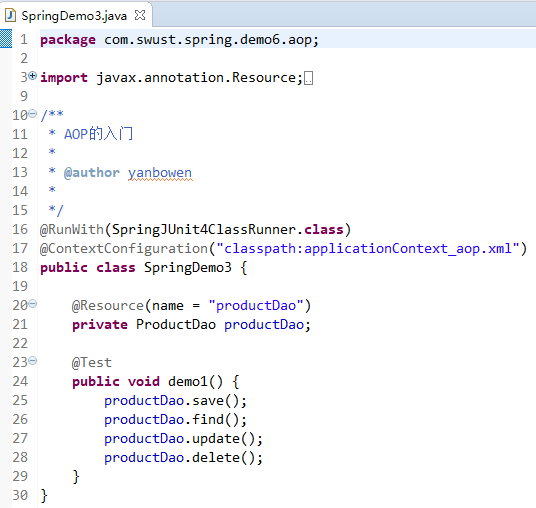 SpringDemo3.java
1 package com.swust.spring.demo6.aop;
2
3 import javax.annotation.Resource;
9
10 /**
11 * AOP的入门
12 *
13 * @author yanbowen
14 *
15 */
16 @RunWith(SpringJUnit4ClassRunner.class)
17 @ContextConfiguration("classpath:applicationContext_aop.xml")
18 public class SpringDemo3 {
19
20 @Resource(name = "productDao")
21 private ProductDao productDao;
22
23 @Test
24 public void demo1() {
25 productDao.save();
26 productDao.find();
27 productDao.update();
28 productDao.delete();
29 }
30 }